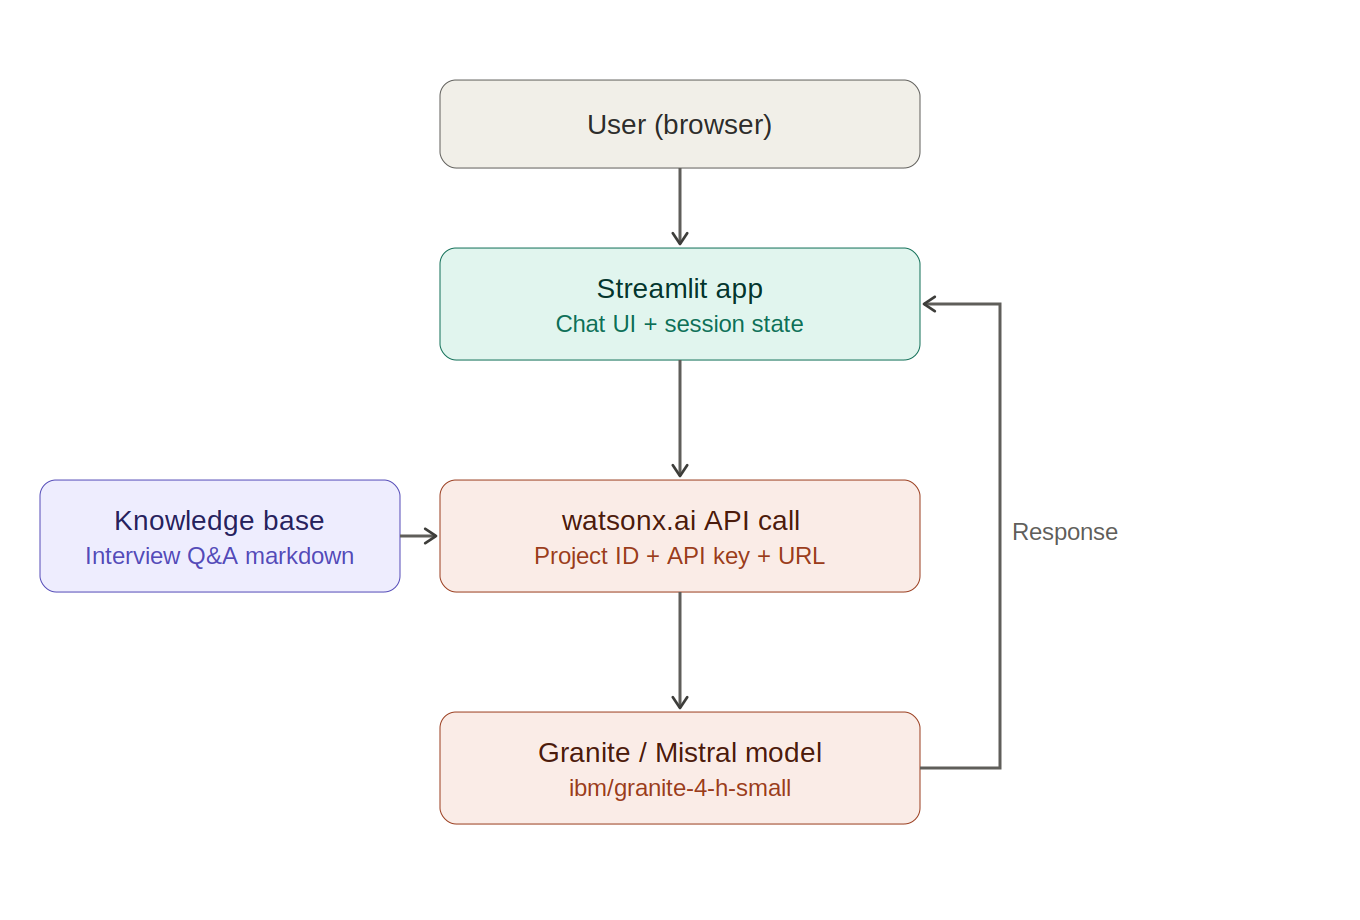 User (browser)
Streamlit app
Chat UI + session state
Knowledge base
Interview Q&A markdown
watsonx.ai API call
Project ID + API key + URL
Response
Granite / Mistral model
ibm/granite-4-h-small